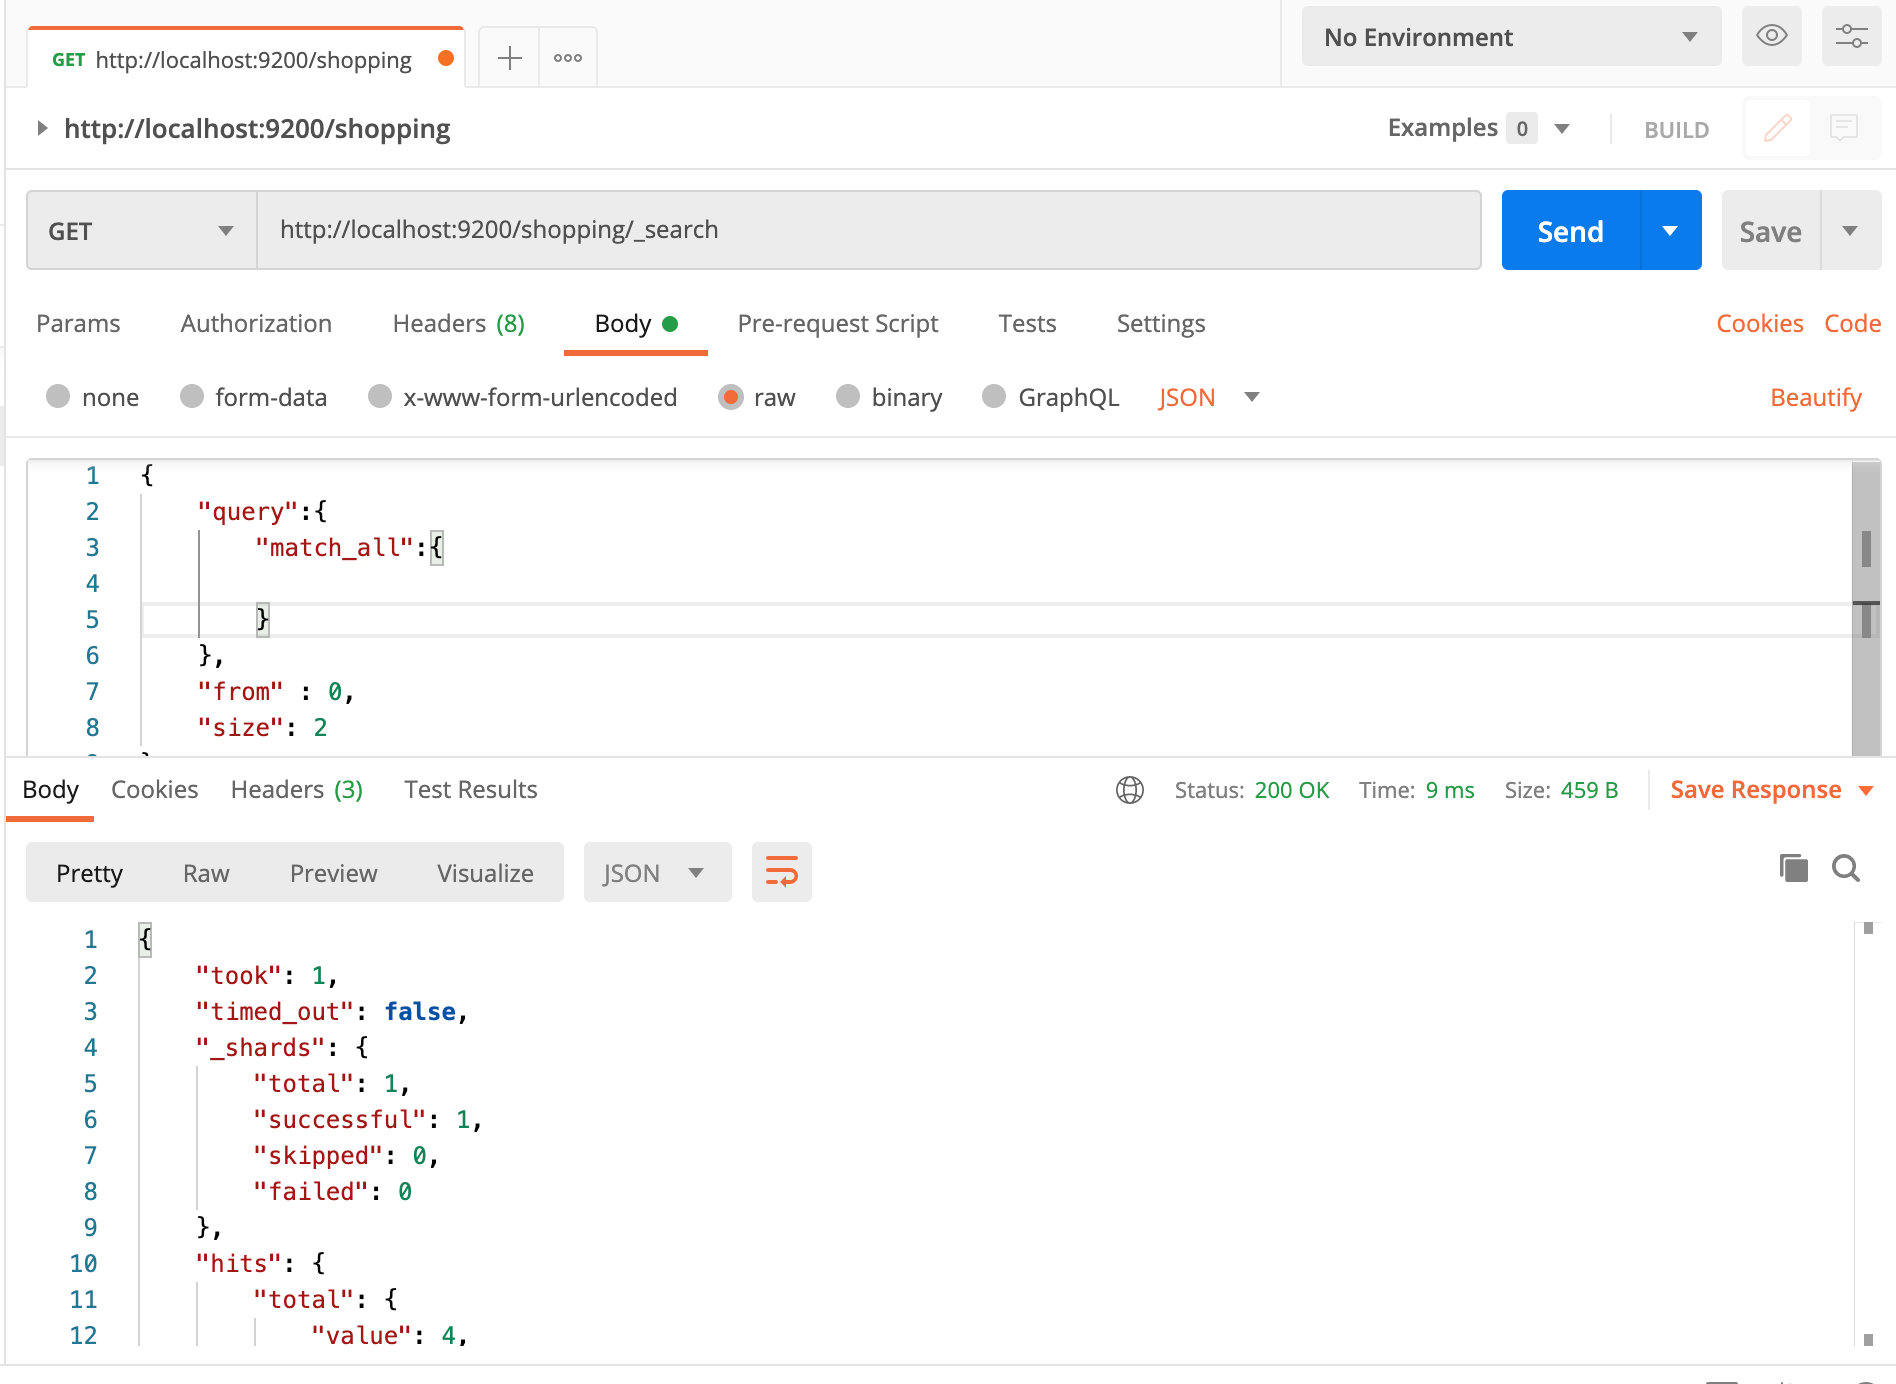 GET http://localhost:9200/shopping
No Environment
http://localhost:9200/shopping
Examples 0
BUILD
GET http://localhost:9200/shopping/_search
Send
Save
Params Authorization Headers (8) Body Pre-request Script Tests Settings Cookies Code
none form-data x-www-form-urlencoded raw binary GraphQL JSON Beautify
1 {
2 "query":{
3 "match_all":{
4
5 }
6 },
7 "from" : 0,
8 "size": 2
Body Cookies Headers (3) Test Results Status: 200 OK Time: 9 ms Size: 459 B Save Response
Pretty Raw Preview Visualize JSON
1 {
2 "took": 1,
3 "timed_out": false,
4 "_shards": {
5 "total": 1,
6 "successful": 1,
7 "skipped": 0,
8 "failed": 0
9 },
10 "hits": {
11 "total": {
12 "value": 4,